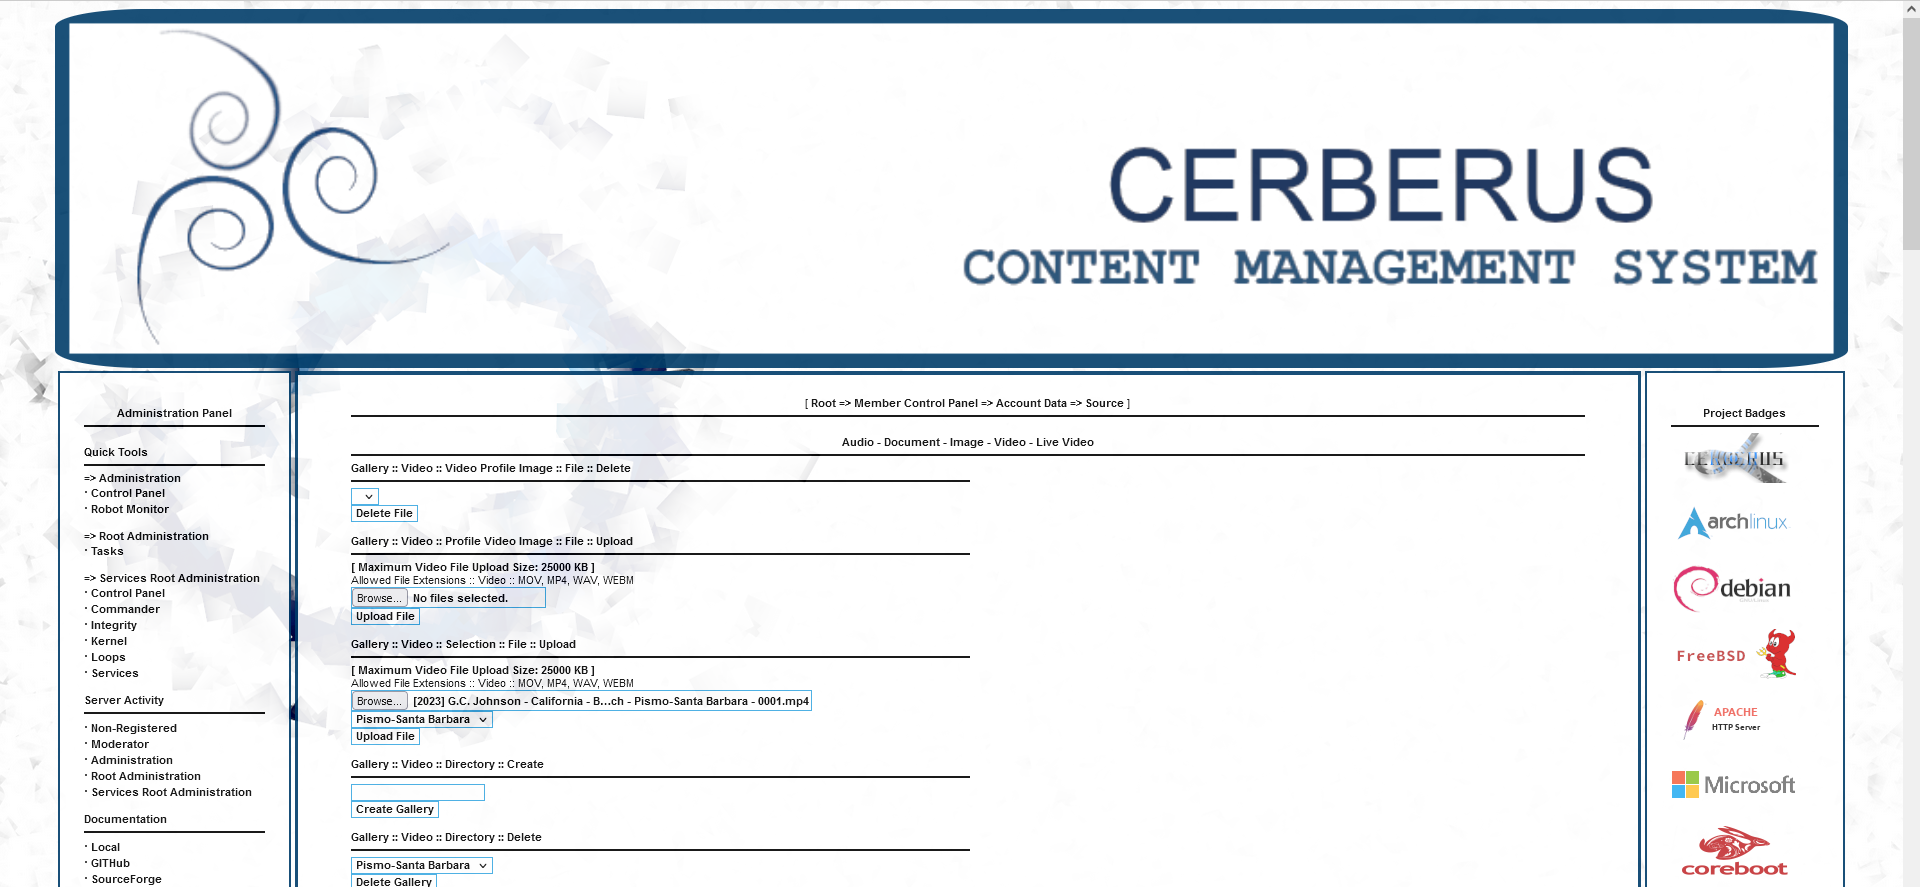 CERBERUS
CONTENT MANAGEMENT SYSTEM
Administration Panel
Quick Tools
=> Administration
· Control Panel
· Robot Monitor
=> Root Administration
· Tasks
=> Services Root Administration
· Control Panel
· Commander
· Integrity
· Kernel
· Loops
· Services
Server Activity
· Non-Registered
· Moderator
· Administration
· Root Administration
· Services Root Administration
Documentation
· Local
· GITHub
· SourceForge
[ Root => Member Control Panel => Account Data => Source ]
Audio - Document - Image - Video - Live Video
Gallery :: Video :: Video Profile Image :: File :: Delete
Delete File
Gallery :: Video :: Profile Video Image :: File :: Upload
[ Maximum Video File Upload Size: 25000 KB ]
Allowed File Extensions :: Video :: MOV, MP4, WAV, WEBM
Browse... No files selected.
Upload File
Gallery :: Video :: Selection :: File :: Upload
[ Maximum Video File Upload Size: 25000 KB ]
Allowed File Extensions :: Video :: MOV, MP4, WAV, WEBM
Browse... [2023] G.C. Johnson - California - B...ch - Pismo-Santa Barbara - 0001.mp4
Pismo-Santa Barbara
Upload File
Gallery :: Video :: Directory :: Create
Create Gallery
Gallery :: Video :: Directory :: Delete
Pismo-Santa Barbara
Delete Gallery
Project Badges
CERBERUS
archlinux
debian
FreeBSD
APACHE
HTTP Server
Microsoft
coreboot